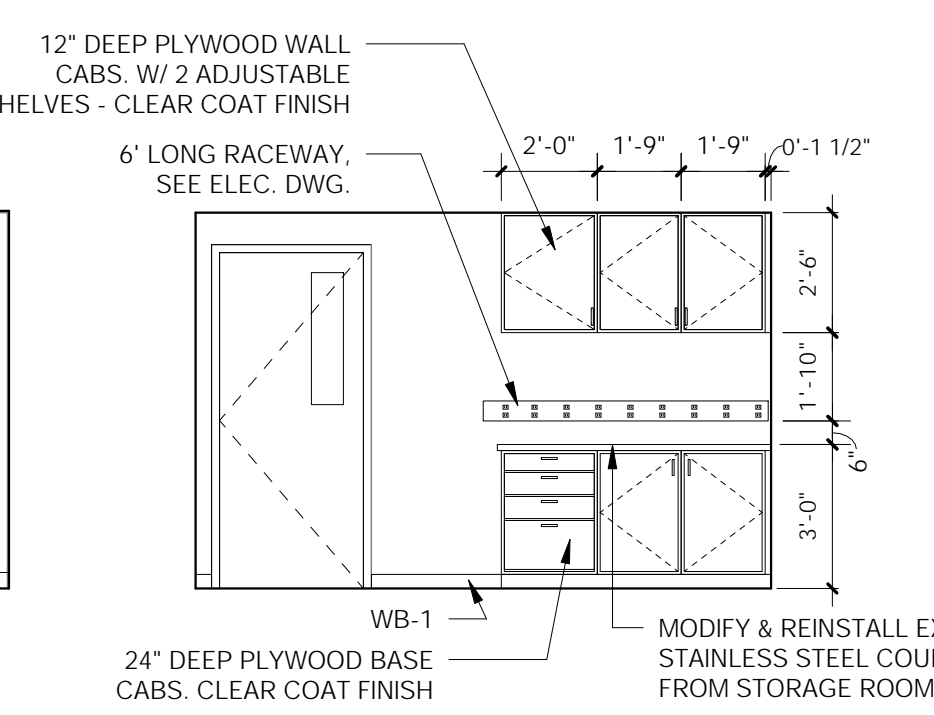 12" DEEP PLYWOOD WALL
CABS. W/ 2 ADJUSTABLE
HELVES - CLEAR COAT FINISH
6' LONG RACEWAY,
SEE ELEC. DWG.
2'-0" 1'-9" 1'-9" 0'-1 1/2"
2'-6"
1'-10"
6"
3'-0"
WB-1
24" DEEP PLYWOOD BASE
CABS. CLEAR COAT FINISH
MODIFY & REINSTALL
STAINLESS STEEL
FROM STORAGE ROOM